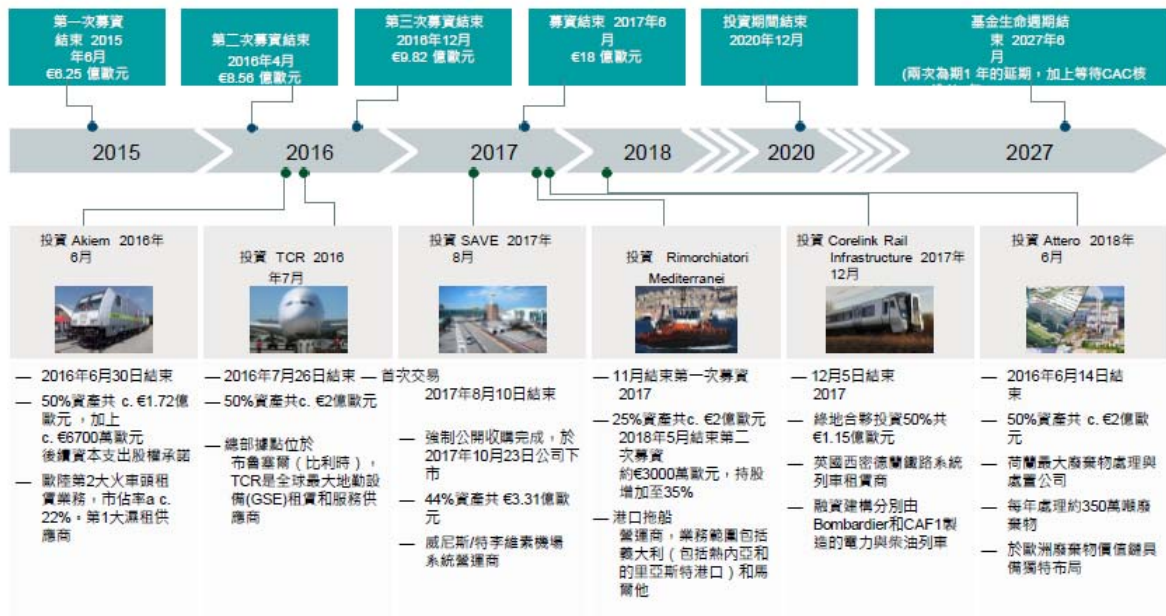 第一次募資
結束 2015
年6月
€6.25 億歐元
第二次募資結束
2016年4月
€8.56 億歐元
第三次募資結束
2016年12月
€9.82 億歐元
募資結束 2017年6
月
€18 億歐元
投資期間結束
2020年12月
基金生命週期結
束 2027年6
月
(兩次為期1 年的延期，加上等待CAC核
2015
2016
2017
2018
2020
2027
投資 Akiem 2016年
6月
— 2016年6月30日結束
— 50%資產共 c. €1.72億
歐元 ，加上
c. €6700萬歐元
後續資本支出股權承諾
— 歐陸第2大火車頭租
賃業務，市佔率a c.
22%。第1大濕租供
應商
投資 TCR 2016
年7月
— 2016年7月26日結束
— 50%資產共c. €2億歐元
— 總部據點位於
布魯塞爾（比利時），
TCR是全球最大地勤設
備(GSE)租賃和服務供
應商
投資 SAVE 2017年
8月
— 首次交易
2017年8月10日結束
— 強制公開收購完成，於
2017年10月23日公司下
市
— 44%資產共 €3.31億歐
元
— 威尼斯/特李維素機場
系統營運商
投資 Rimorchiatori
Mediterranei
— 11月結束第一次募資
2017
— 25%資產共c. €2億歐元
2018年5月結束第二
次募資
約€3000萬歐元，持股
增加至35%
— 港口拖船
營運商，業務範圍包括
義大利（包括熱內亞和
的里亞斯特港口）和馬
爾他
投資 Corelink Rail
Infrastructure 2017年
12月
— 12月5日結束
2017
— 綠地合夥投資50%共
€1.15億歐元
— 英國西密德蘭鐵路系統
列車租賃商
— 融資建構分別由
Bombardier和CAF1製
造的電力與柴油列車
投資 Attero 2018年
6月
— 2016年6月14日結
束
— 50%資產共 c. €2億歐
元
— 荷蘭最大廢棄物處理與
處置公司
— 每年處理約350萬噸廢
棄物
— 於歐洲廢棄物價值鏈具
備獨特布局